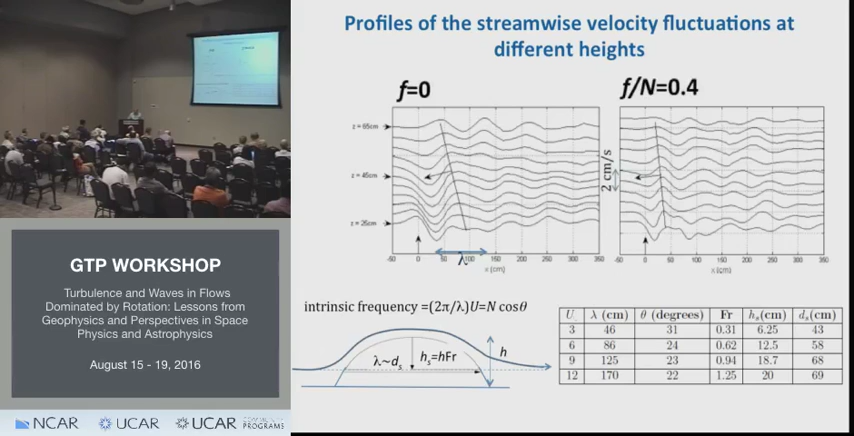 Profiles of the streamwise velocity fluctuations at
different heights
f=0
f/N=0.4
z = 65cm
z = 45cm
z = 25cm
2 cm/s
-50 0 50 100 150 200 250 300 350
λ
x (cm)
-50 0 50 100 150 200 250 300 350
x (cm)
intrinsic frequency =(2π/λ)U=N cosθ
λ~dₛ
hₛ=hFr
h
U λ (cm) θ (degrees) Fr hₛ(cm) dₛ(cm)
3 46 31 0.31 6.25 43
6 86 24 0.62 12.5 58
9 125 23 0.94 18.7 68
12 170 22 1.25 20 69
GTP WORKSHOP
Turbulence and Waves in Flows
Dominated by Rotation: Lessons from
Geophysics and Perspectives in Space
Physics and Astrophysics
August 15 - 19, 2016
NCAR
UCAR
UCAR
PROGRAMS